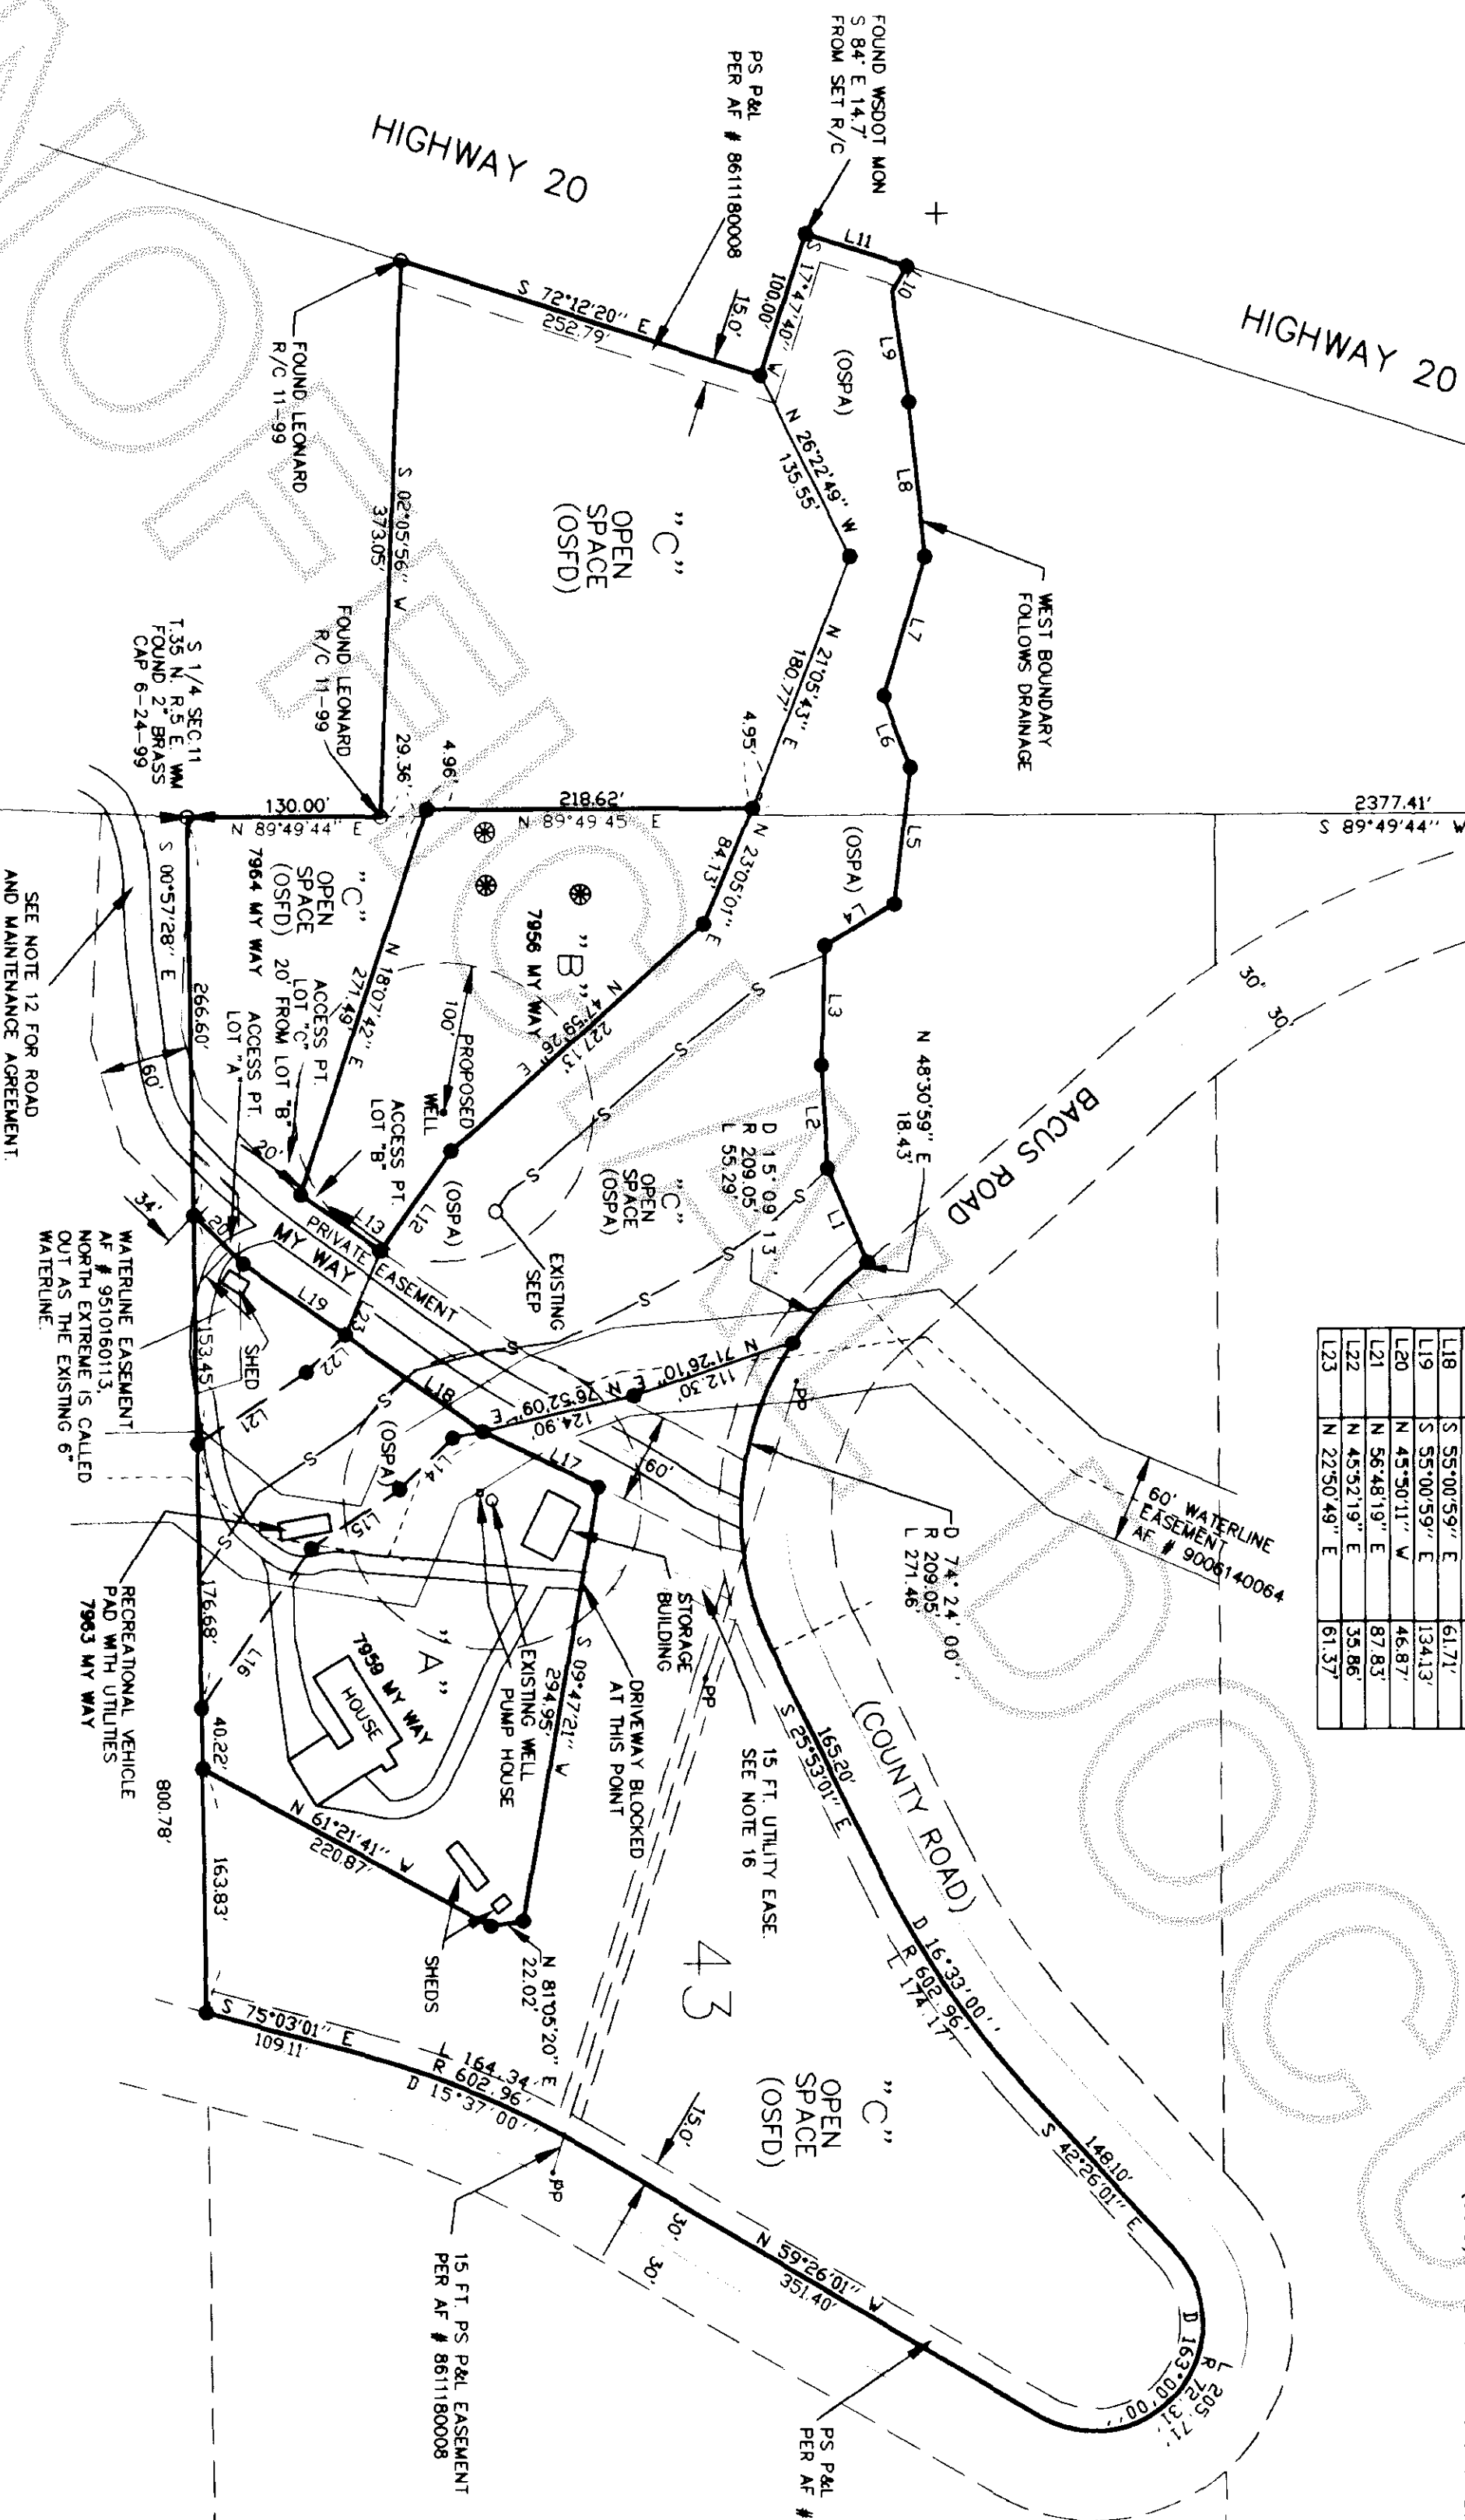 HIGHWAY 20
HIGHWAY 20
FOUND WSDOT MON
S 84° E 14.7'
FROM SET R/C
PS P&L
PER AF # 8611180008
L11
L10
L9
L8
L7
L6
L5
L4
L3
L2
L1
S 17°47'40" W
100.00'
15.0'
(OSPA)
S 72°12'20" E
252.79'
N 26°22'49" W
135.55'
"C"
OPEN
SPACE
(OSFD)
FOUND LEONARD
R/C 11-99
S 02°05'56" W
373.05'
FOUND LEONARD
R/C 11-99
WEST BOUNDARY
FOLLOWS DRAINAGE
N 21°05'43" E
180.77'
4.95'
4.96'
29.36'
S 1/4 SEC.11
T.35 N. R.5 E. WM
FOUND 2" BRASS
CAP 6-24-99
130.00'
N 89°49'44" E
218.62'
N 89°49'45" E
2377.41'
S 89°49'44" W
(OSPA)
N 23°05'01" E
84.13'
"B"
7956 MY WAY
N 47°59'26" E
227.13'
"C"
OPEN
SPACE
(OSFD)
7964 MY WAY
N 18°07'42" E
271.49'
ACCESS PT.
LOT "C"
20' FROM LOT "B"
ACCESS PT.
LOT "A"
ACCESS PT.
LOT "B"
PROPOSED
WELL
100'
S 00°57'28" E
266.60'
60'
SEE NOTE 12 FOR ROAD
AND MAINTENANCE AGREEMENT.
20'
34'
L12
L13
(OSPA)
EXISTING
SEEP
"C"
OPEN
SPACE
(OSPA)
S
S
S
S
S
S
S
S
S
S
S
D 15° 09' 13"
R 209.05'
L 55.29'
N 48°30'59" E
18.43'
BACUS ROAD
30'
30'
PRIVATE EASEMENT
MY WAY
L20
L19
L23
L22
L21
L18
L17
L14
L15
L16
SHED
153.45'
WATERLINE EASEMENT
AF # 9510160113.
NORTH EXTREME IS CALLED
OUT AS THE EXISTING 6"
WATERLINE.
(OSPA)
N 71°26'10" E
112.30'
N 76°52'09" E
124.90'
PP
60'
60' WATERLINE
EASEMENT
AF # 9006140064
D 74° 24' 00"
R 209.05'
L 271.46'
STORAGE
BUILDING
PP
15 FT. UTILITY EASE.
SEE NOTE 16
DRIVEWAY BLOCKED
AT THIS POINT
S 09°47'21" W
294.95'
EXISTING WELL
PUMP HOUSE
"A"
7959 MY WAY
HOUSE
176.68'
RECREATIONAL VEHICLE
PAD WITH UTILITIES
7963 MY WAY
40.22'
800.78'
163.83'
N 61°21'41" W
220.87'
SHEDS
N 81°05'20" E
22.02'
43
165.20'
S 25°53'01" E
(COUNTY ROAD)
D 16°33'00"
R 602.96'
L 174.17'
"C"
OPEN
SPACE
(OSFD)
148.10'
S 42°26'01" E
S 75°03'01" E
109.11'
L 164.34'
R 602.96'
D 15°37'00"
PP
15.0'
30'
30'
N 59°26'01" W
351.40'
15 FT. PS P&L EASEMENT
PER AF # 8611180008
PS P&L
PER AF #
D 163°00'00"
R 72.31'
L 205.71'
L18 S 55°00'59" E 61.71'
L19 S 55°00'59" E 134.13'
L20 N 45°50'11" W 46.87'
L21 N 56°48'19" E 87.83'
L22 N 45°52'19" E 35.86'
L23 N 22°50'49" E 61.37'